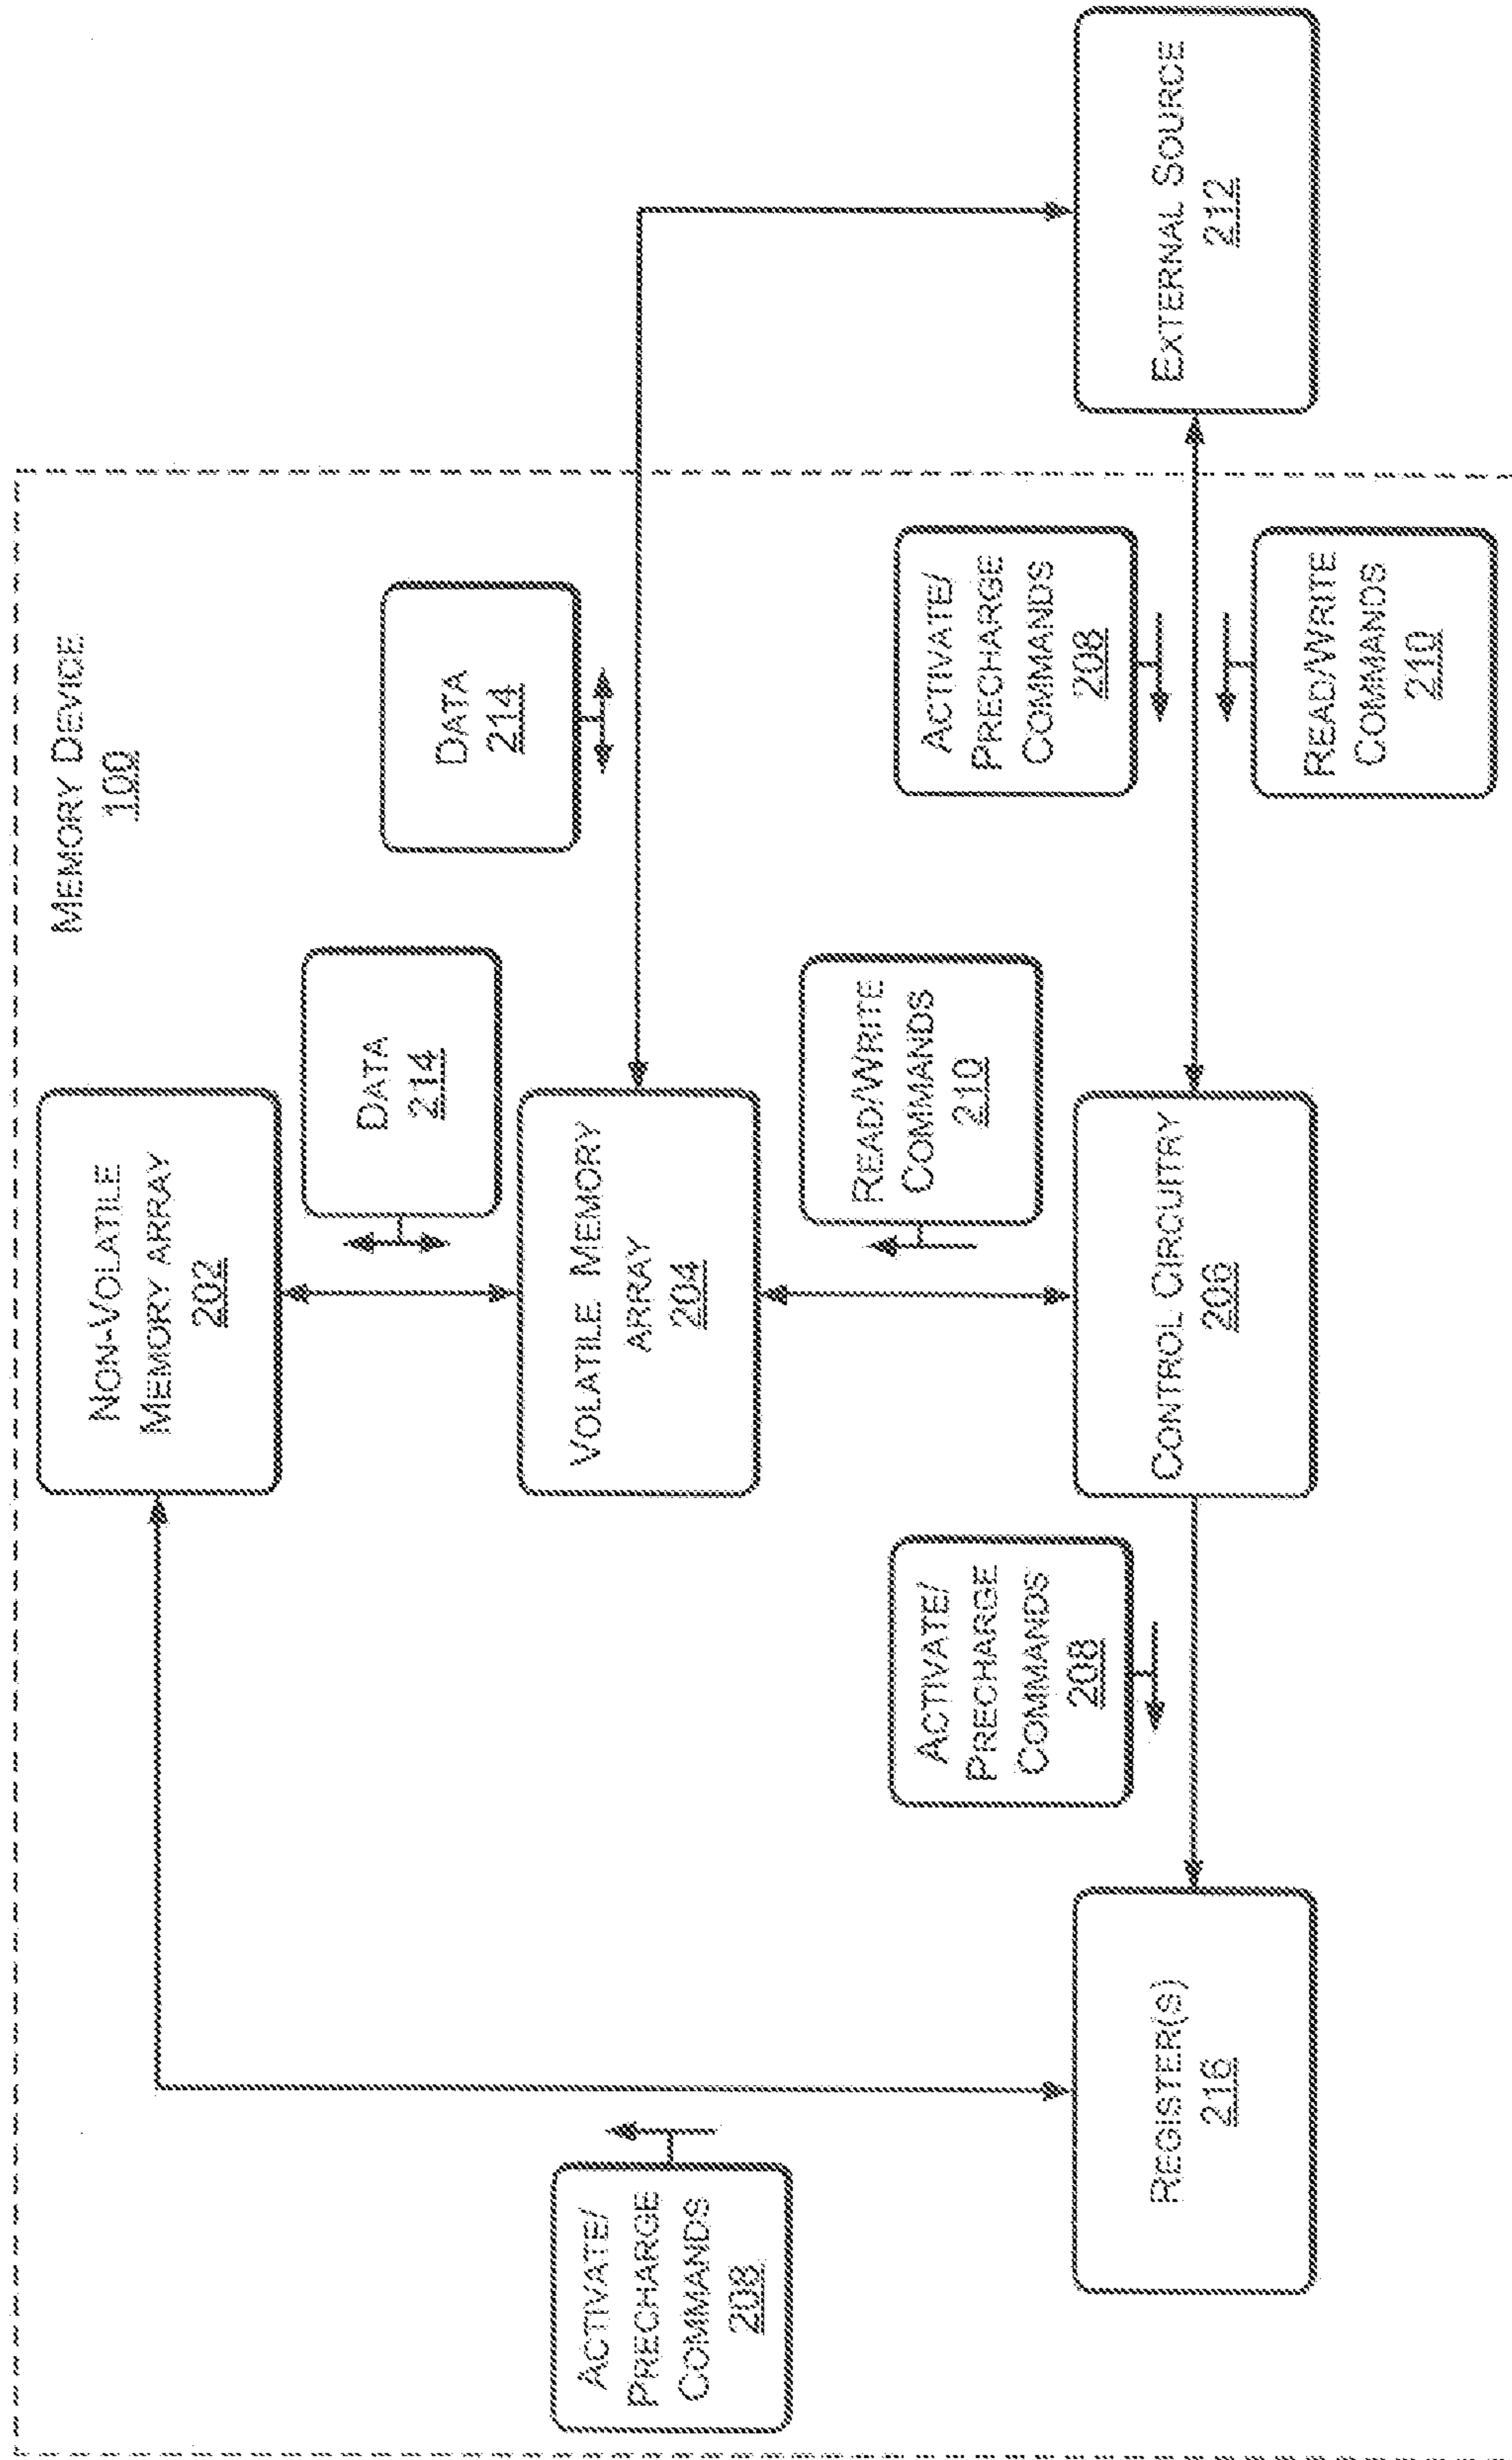 MEMORY DEVICE
100
NON-VOLATILE
MEMORY ARRAY
202
DATA
214
DATA
214
ACTIVATE/
PRECHARGE
COMMANDS
208
VOLATILE MEMORY
ARRAY
204
READ/WRITE
COMMANDS
210
ACTIVATE/
PRECHARGE
COMMANDS
208
ACTIVATE/
PRECHARGE
COMMANDS
208
REGISTER(S)
216
CONTROL CIRCUITRY
206
EXTERNAL SOURCE
212
READ/WRITE
COMMANDS
210